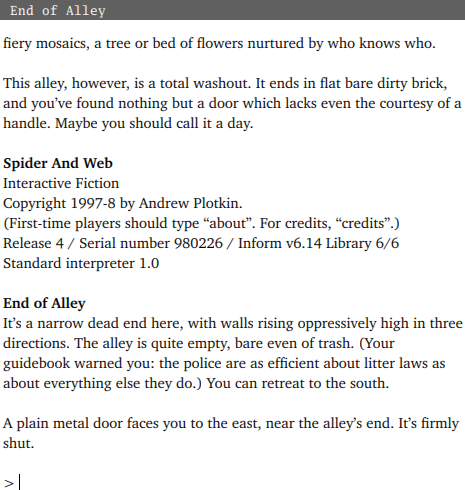 End of Alley
fiery mosaics, a tree or bed of flowers nurtured by who knows who.
This alley, however, is a total washout. It ends in flat bare dirty brick,
and you’ve found nothing but a door which lacks even the courtesy of a
handle. Maybe you should call it a day.
Spider And Web
Interactive Fiction
Copyright 1997-8 by Andrew Plotkin.
(First-time players should type “about”. For credits, “credits”.)
Release 4 / Serial number 980226 / Inform v6.14 Library 6/6
Standard interpreter 1.0
End of Alley
It’s a narrow dead end here, with walls rising oppressively high in three
directions. The alley is quite empty, bare even of trash. (Your
guidebook warned you: the police are as efficient about litter laws as
about everything else they do.) You can retreat to the south.
A plain metal door faces you to the east, near the alley’s end. It’s firmly
shut.
>